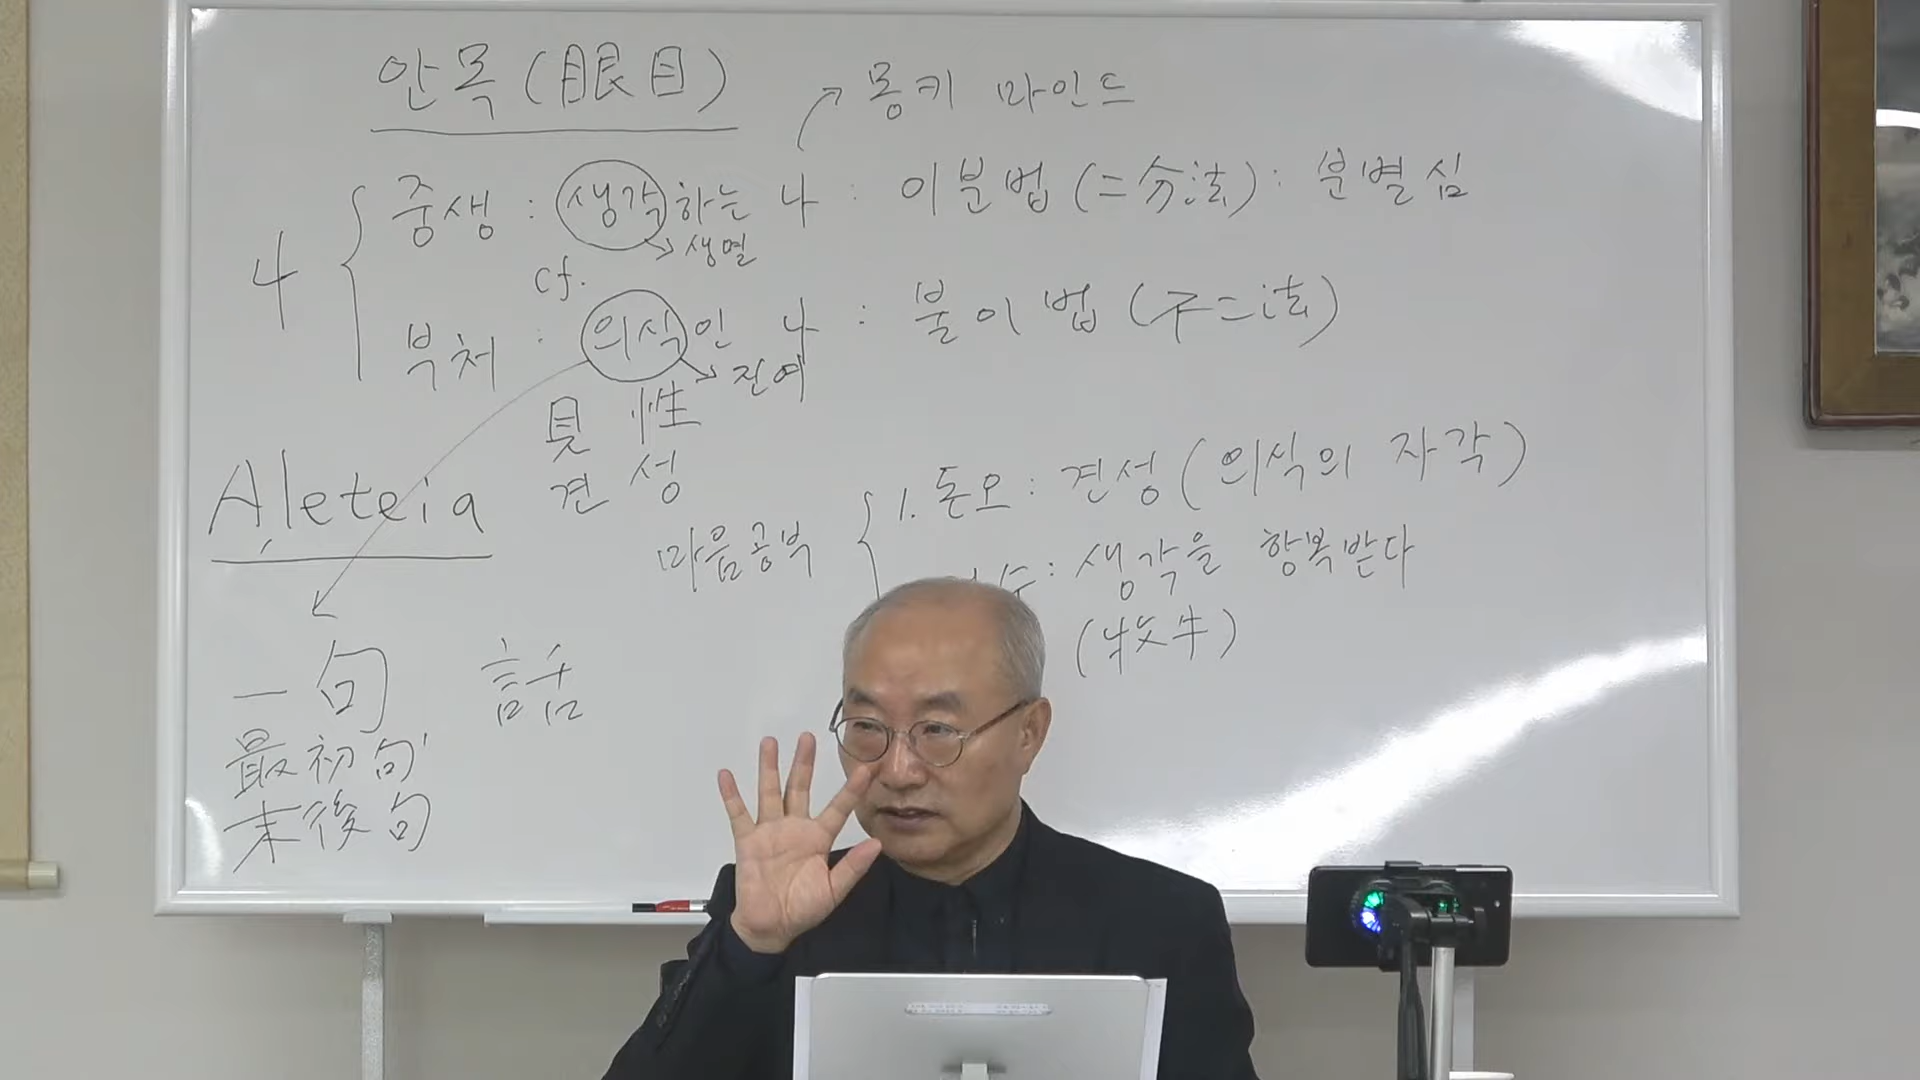 안목(眼目)
몽키 마인드
나
중생 : 생각하는 나 : 이분법(二分法) : 분별심
생멸
cf.
부처 : 의식인 나 : 불이법(不二法)
見性
견성
Aleteia
마음공부
1. 돈오 : 견성(의식의 자각)
수 : 생각을 항복받다
(牧牛)
一句 話
最初句
末後句